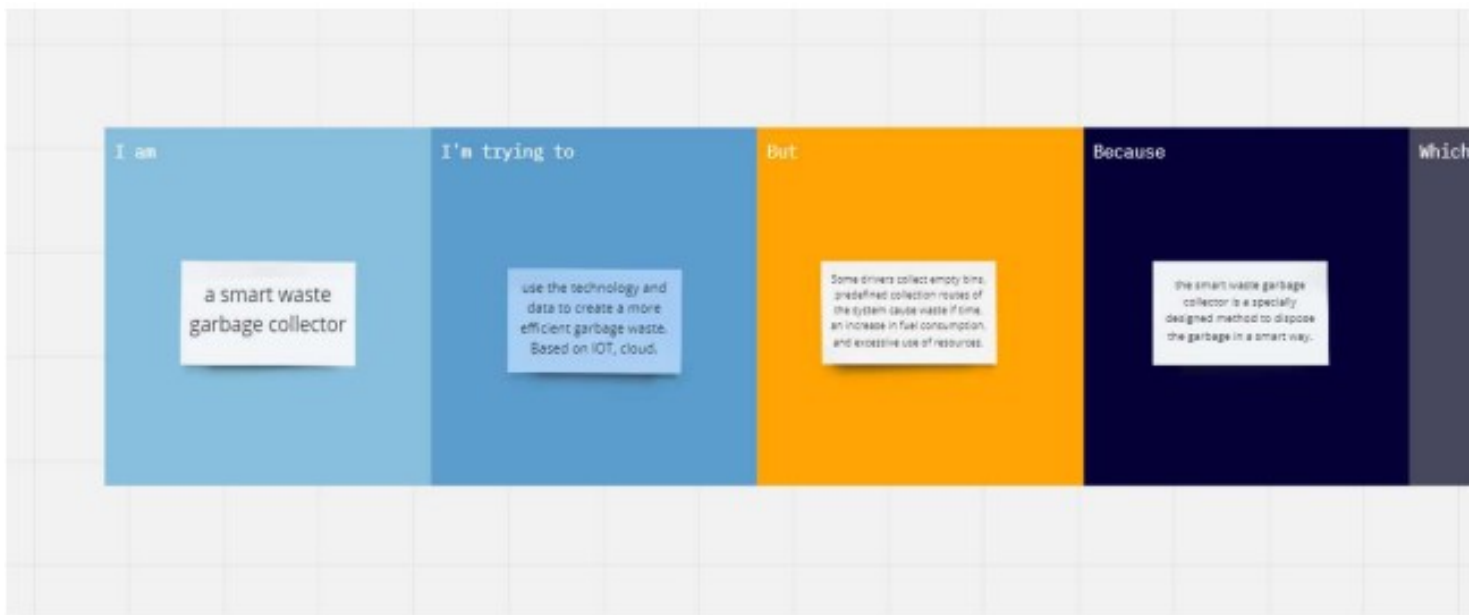 I am
a smart waste
garbage collector
I'm trying to
use the technology and
data to create a more
efficient garbage waste.
Based on IOT, cloud.
But
Some drivers collect empty bins,
predefined collection routes of
the system cause waste if time,
an increase in fuel consumption,
and excessive use of resources.
Because
the smart waste garbage
collector is a specially
designed method to dispose
the garbage in a smart way.
Which